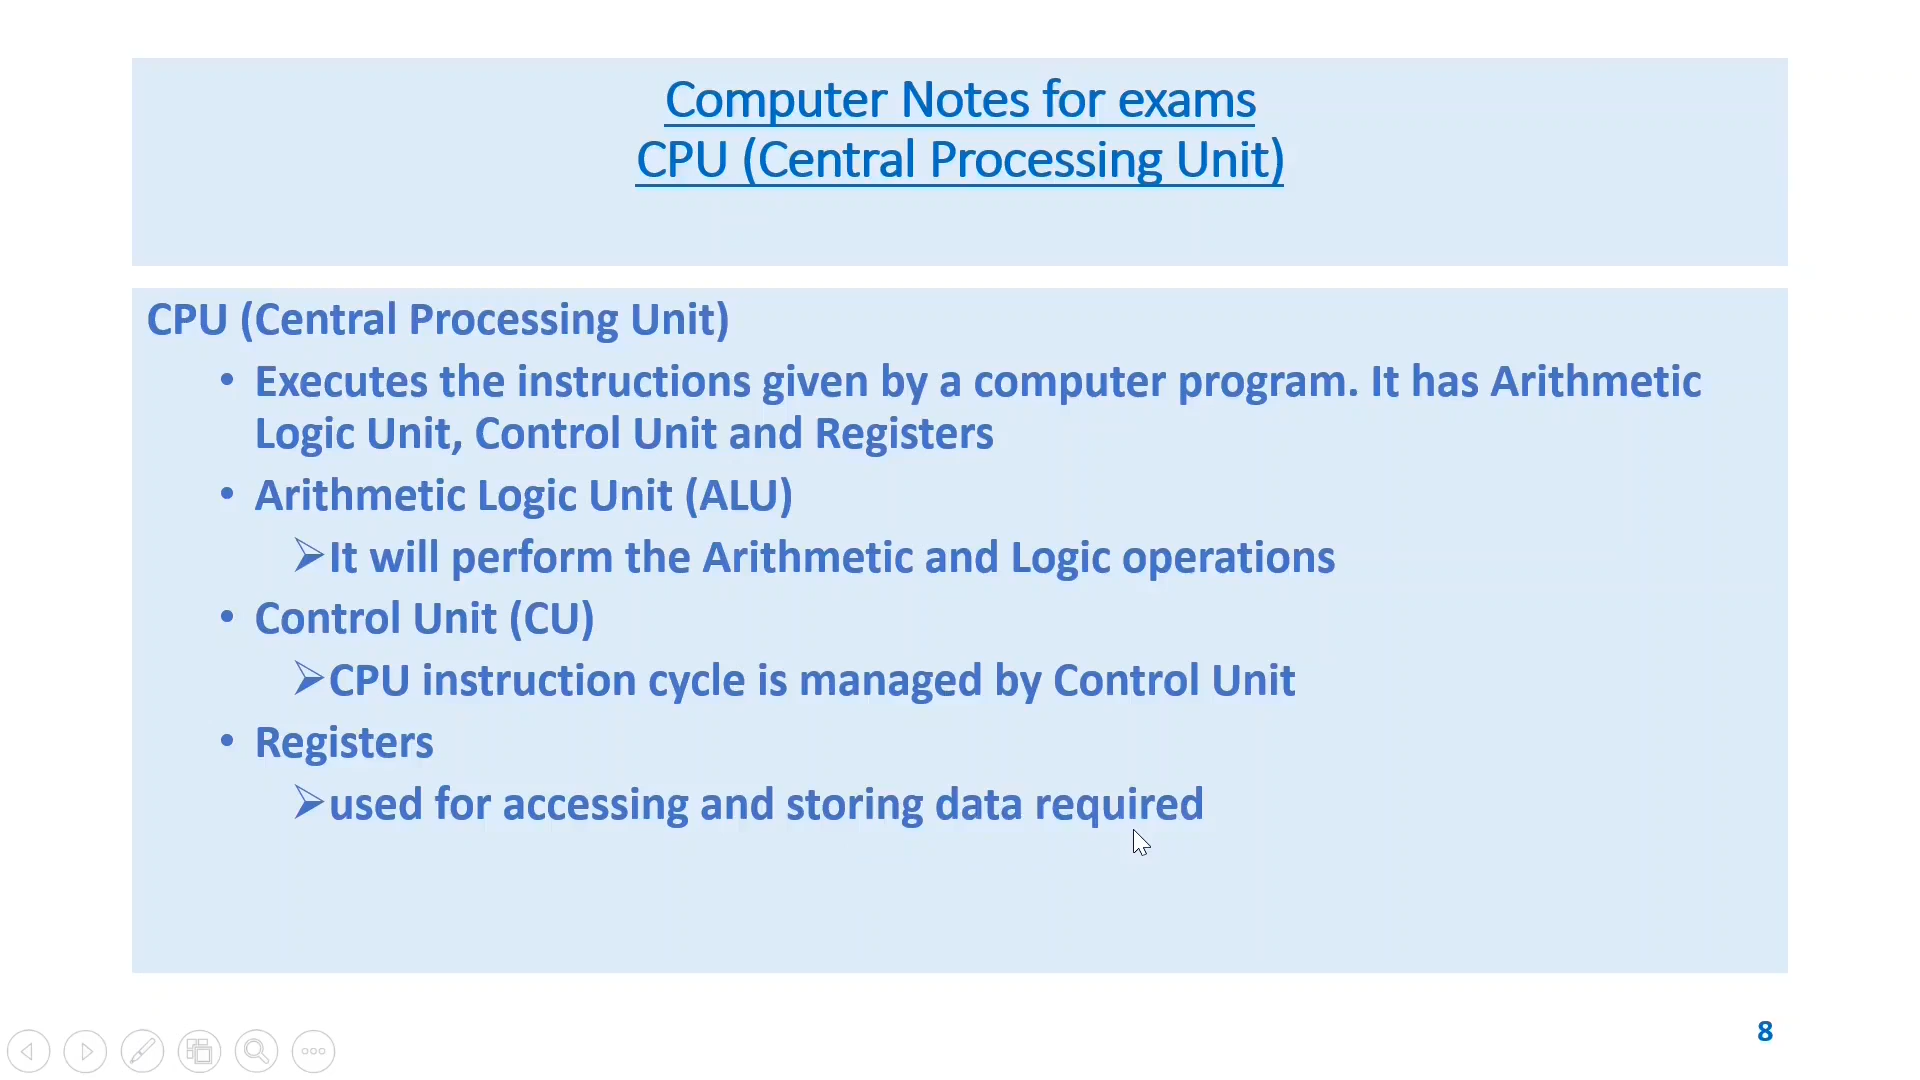 Computer Notes for exams
CPU (Central Processing Unit)
CPU (Central Processing Unit)
• Executes the instructions given by a computer program. It has Arithmetic
Logic Unit, Control Unit and Registers
• Arithmetic Logic Unit (ALU)
➢It will perform the Arithmetic and Logic operations
• Control Unit (CU)
➢CPU instruction cycle is managed by Control Unit
• Registers
➢used for accessing and storing data required
8